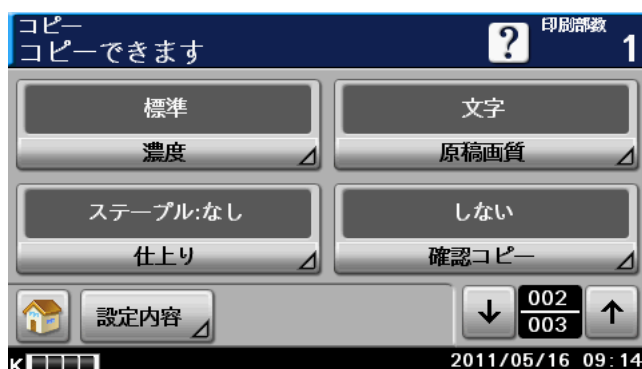 コピー
コピーできます
?
印刷部数
1
標準
濃度
文字
原稿画質
ステープル:なし
仕上り
しない
確認コピー
設定内容
↓
002
003
↑
K
2011/05/16 09:14